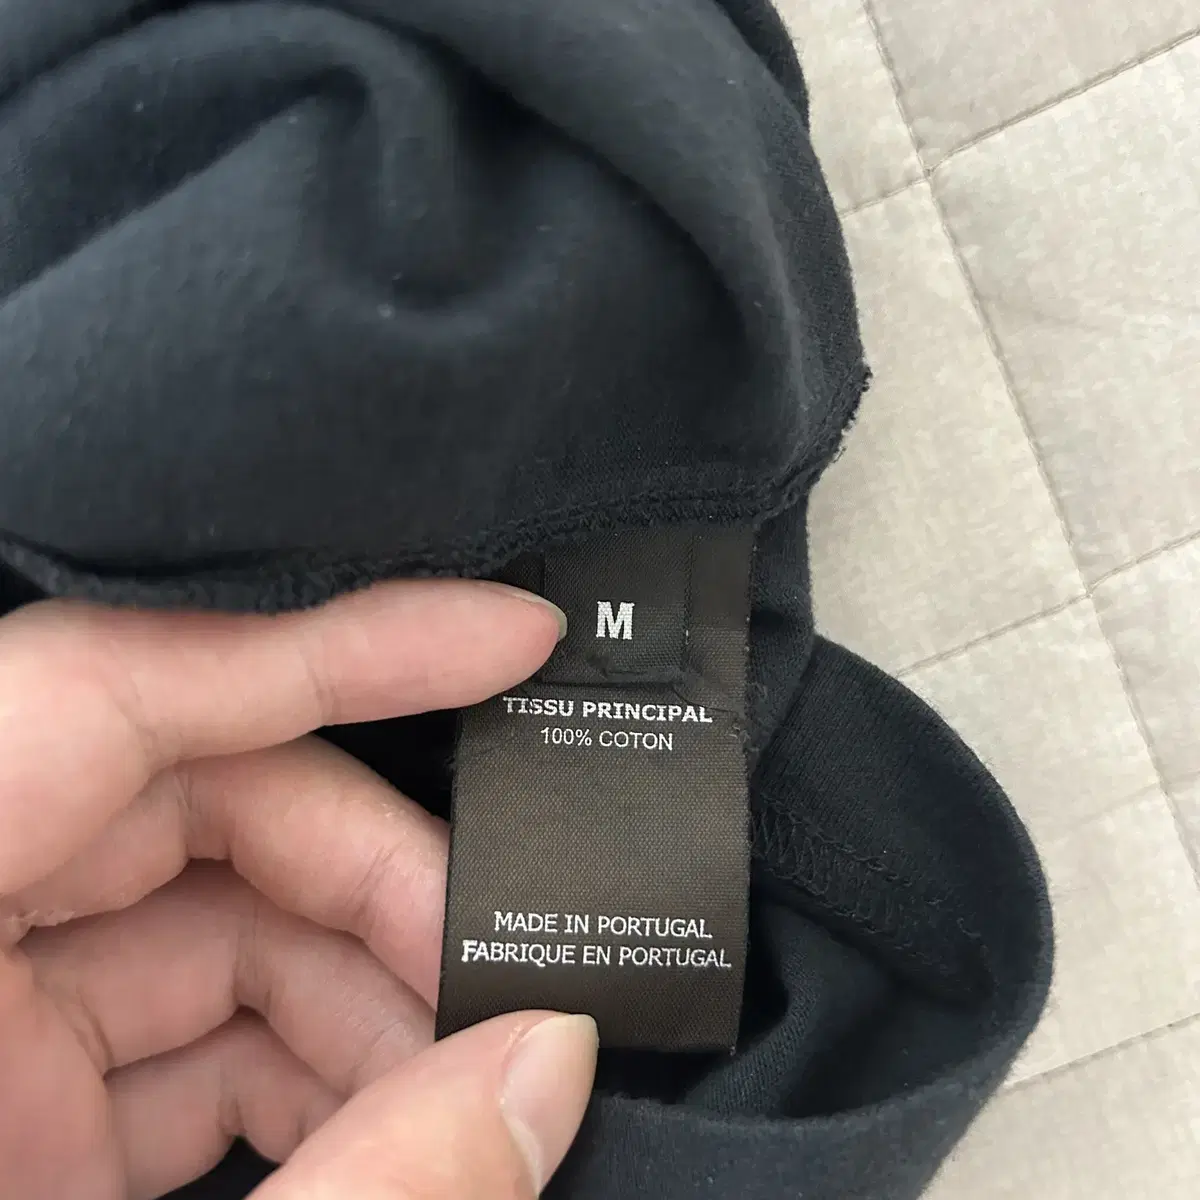 M
TISSU PRINCIPAL
100% COTON
MADE IN PORTUGAL
FABRIQUE EN PORTUGAL